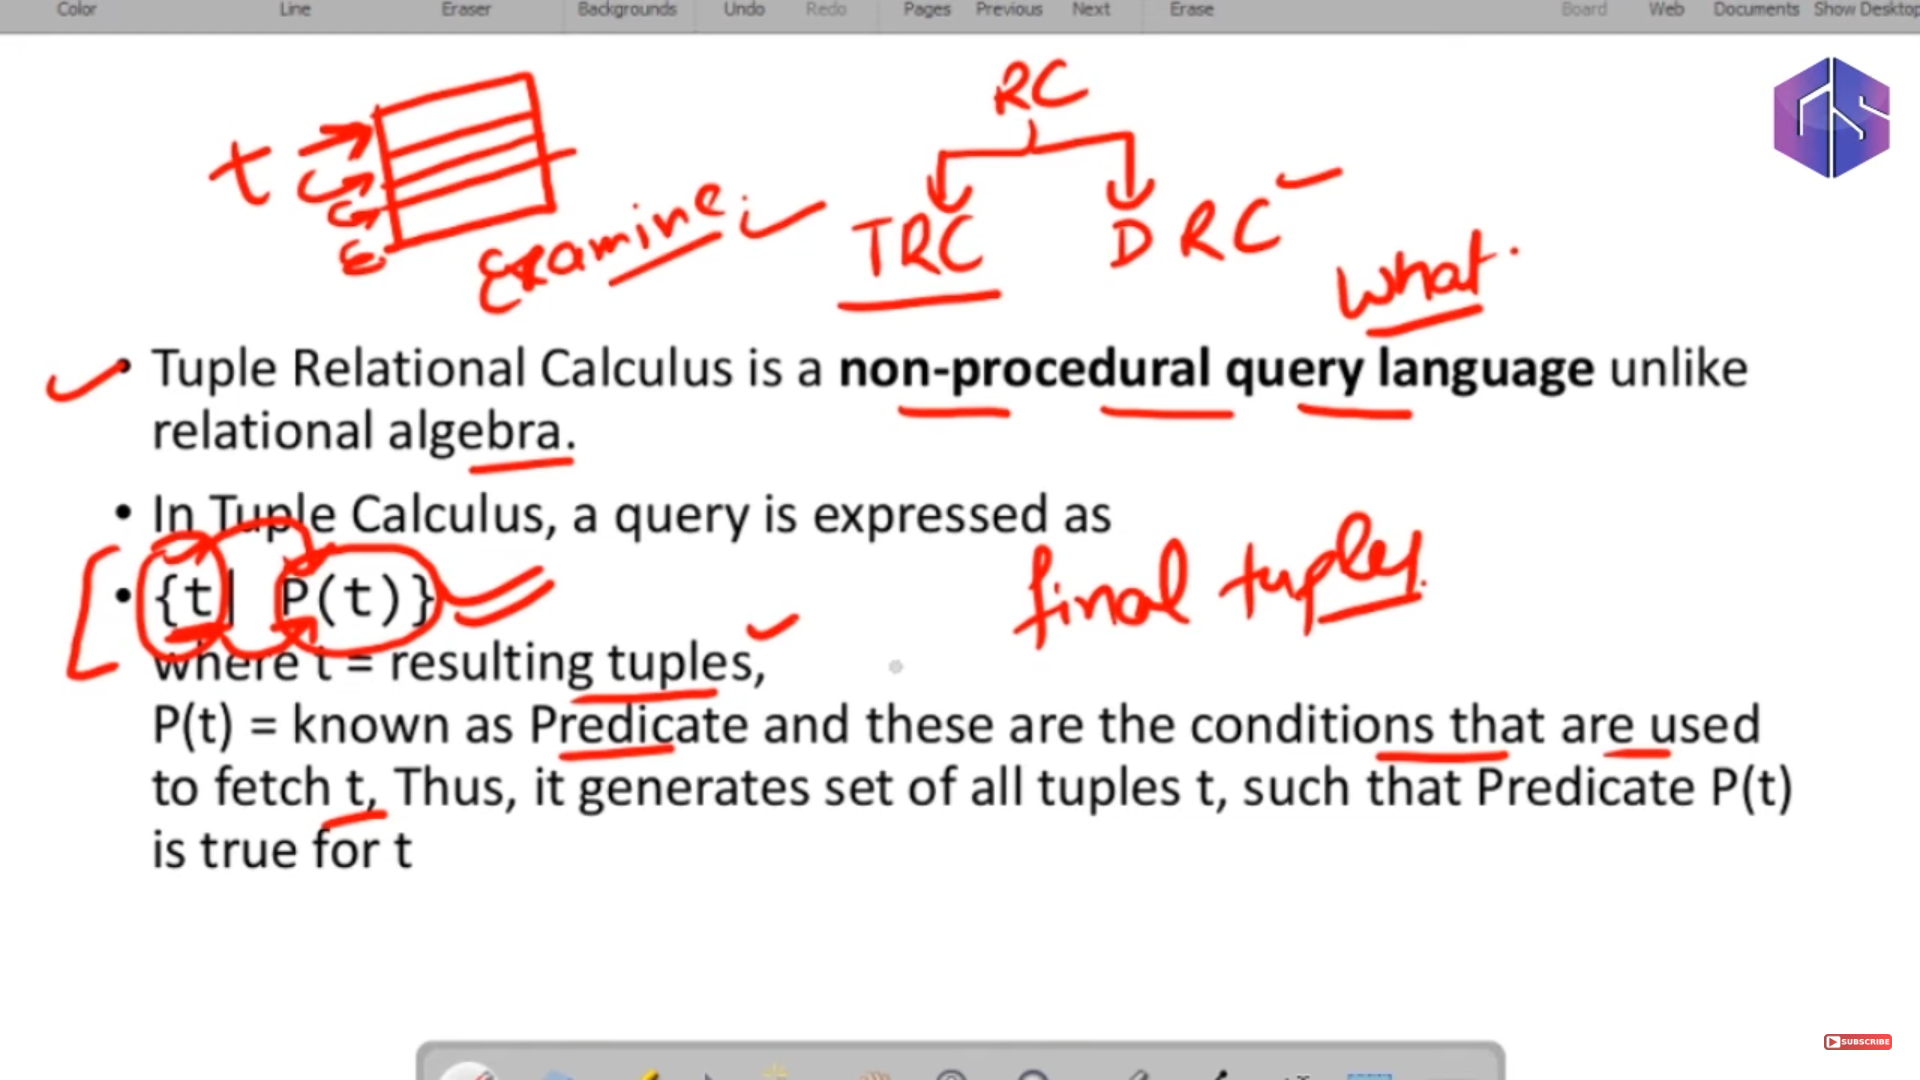 Color Line Eraser Backgrounds Undo Redo Pages Previous Next Erase Board Web Documents Show Desktop
RC
t
Examine.
TRC DRC
what.
• Tuple Relational Calculus is a non-procedural query language unlike
relational algebra.
• In Tuple Calculus, a query is expressed as
• {t| P(t)}
final tuples.
where t = resulting tuples,
P(t) = known as Predicate and these are the conditions that are used
to fetch t, Thus, it generates set of all tuples t, such that Predicate P(t)
is true for t
SUBSCRIBE